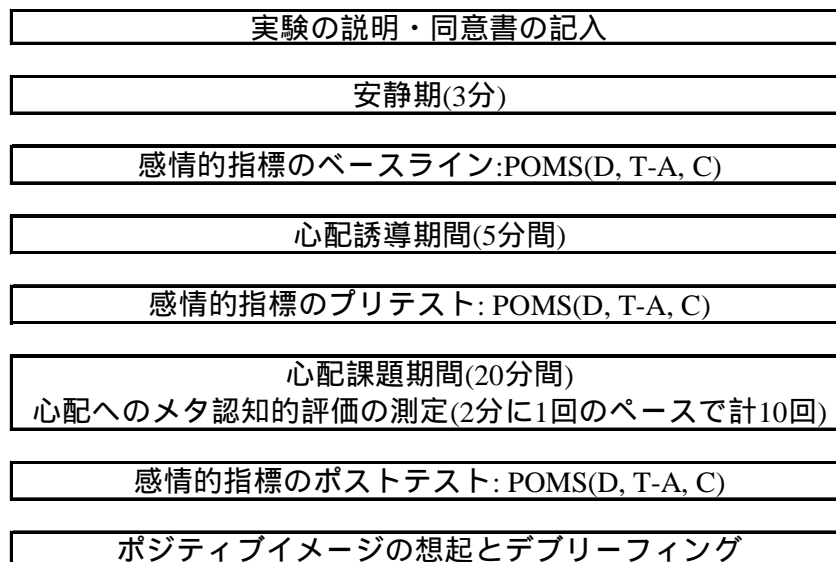 実験の説明・同意書の記入
安静期(3分)
感情的指標のベースライン:POMS(D, T-A, C)
心配誘導期間(5分間)
感情的指標のプリテスト: POMS(D, T-A, C)
心配課題期間(20分間)
心配へのメタ認知的評価の測定(2分に1回のペースで計10回)
感情的指標のポストテスト: POMS(D, T-A, C)
ポジティブイメージの想起とデブリーフィング